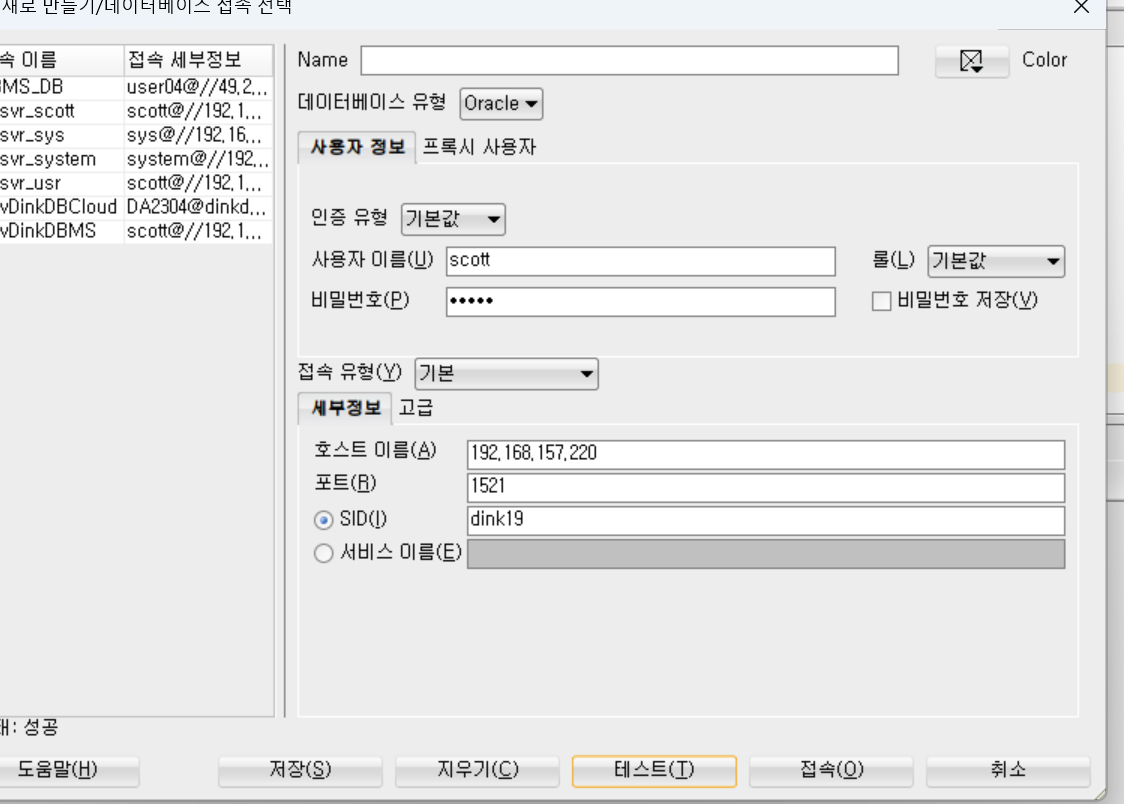 새로 만들기/데이터베이스 접속 선택
속 이름 접속 세부정보
BMS_DB user04@//49,2,...
svr_scott scott@//192,1,...
svr_sys sys@//192,16,...
svr_system system@//192,...
svr_usr scott@//192,1,...
vDinkDBCloud DA2304@dinkd,...
vDinkDBMS scott@//192,1,...
Name
Color
데이터베이스 유형 Oracle
사용자 정보 프록시 사용자
인증 유형 기본값
사용자 이름(U) scott
롤(L) 기본값
비밀번호(P) •••••
비밀번호 저장(V)
접속 유형(Y) 기본
세부정보 고급
호스트 이름(A) 192,168,157,220
포트(R) 1521
SID(I) dink19
서비스 이름(E)
태: 성공
도움말(H) 저장(S) 지우기(C) 테스트(T) 접속(O) 취소